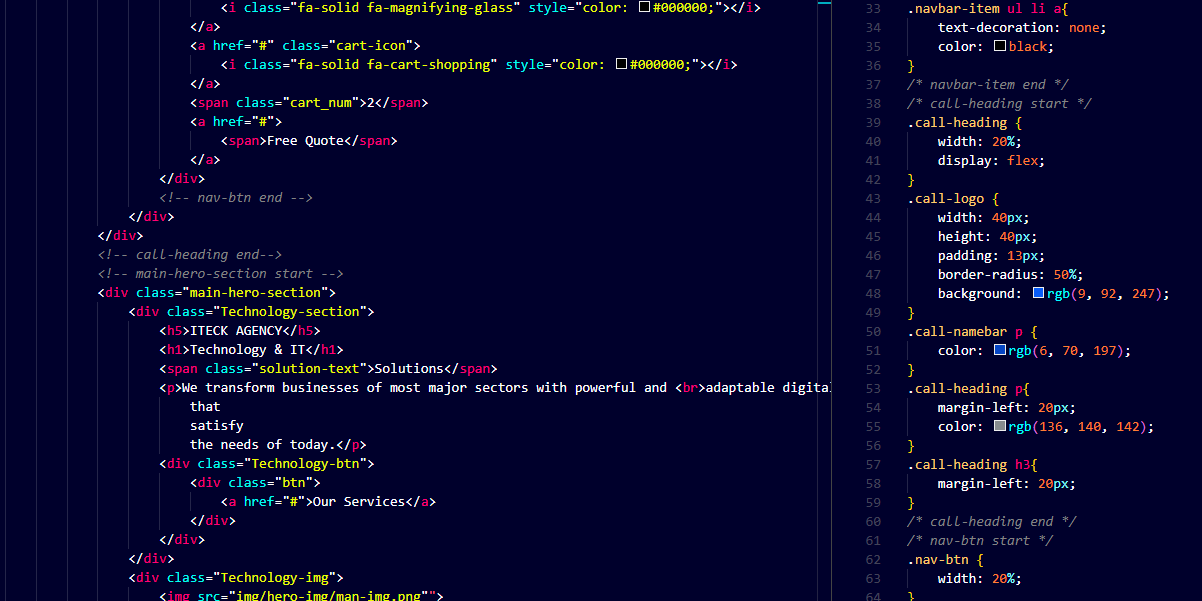 <i class="fa-solid fa-magnifying-glass" style="color: #000000;"></i>
</a>
<a href="#" class="cart-icon">
<i class="fa-solid fa-cart-shopping" style="color: #000000;"></i>
</a>
<span class="cart_num">2</span>
<a href="#">
<span>Free Quote</span>
</a>
</div>
<!-- nav-btn end -->
</div>
</div>
<!-- call-heading end-->
<!-- main-hero-section start -->
<div class="main-hero-section">
<div class="Technology-section">
<h5>ITECK AGENCY</h5>
<h1>Technology & IT</h1>
<span class="solution-text">Solutions</span>
<p>We transform businesses of most major sectors with powerful and <br>adaptable digital
that
satisfy
the needs of today.</p>
<div class="Technology-btn">
<div class="btn">
<a href="#">Our Services</a>
</div>
</div>
</div>
<div class="Technology-img">
<img src="img/hero-img/man-img.png"">
33 .navbar-item ul li a{
34 text-decoration: none;
35 color: black;
36 }
37 /* navbar-item end */
38 /* call-heading start */
39 .call-heading {
40 width: 20%;
41 display: flex;
42 }
43 .call-logo {
44 width: 40px;
45 height: 40px;
46 padding: 13px;
47 border-radius: 50%;
48 background: rgb(9, 92, 247);
49 }
50 .call-namebar p {
51 color: rgb(6, 70, 197);
52 }
53 .call-heading p{
54 margin-left: 20px;
55 color: rgb(136, 140, 142);
56 }
57 .call-heading h3{
58 margin-left: 20px;
59 }
60 /* call-heading end */
61 /* nav-btn start */
62 .nav-btn {
63 width: 20%;
64 }